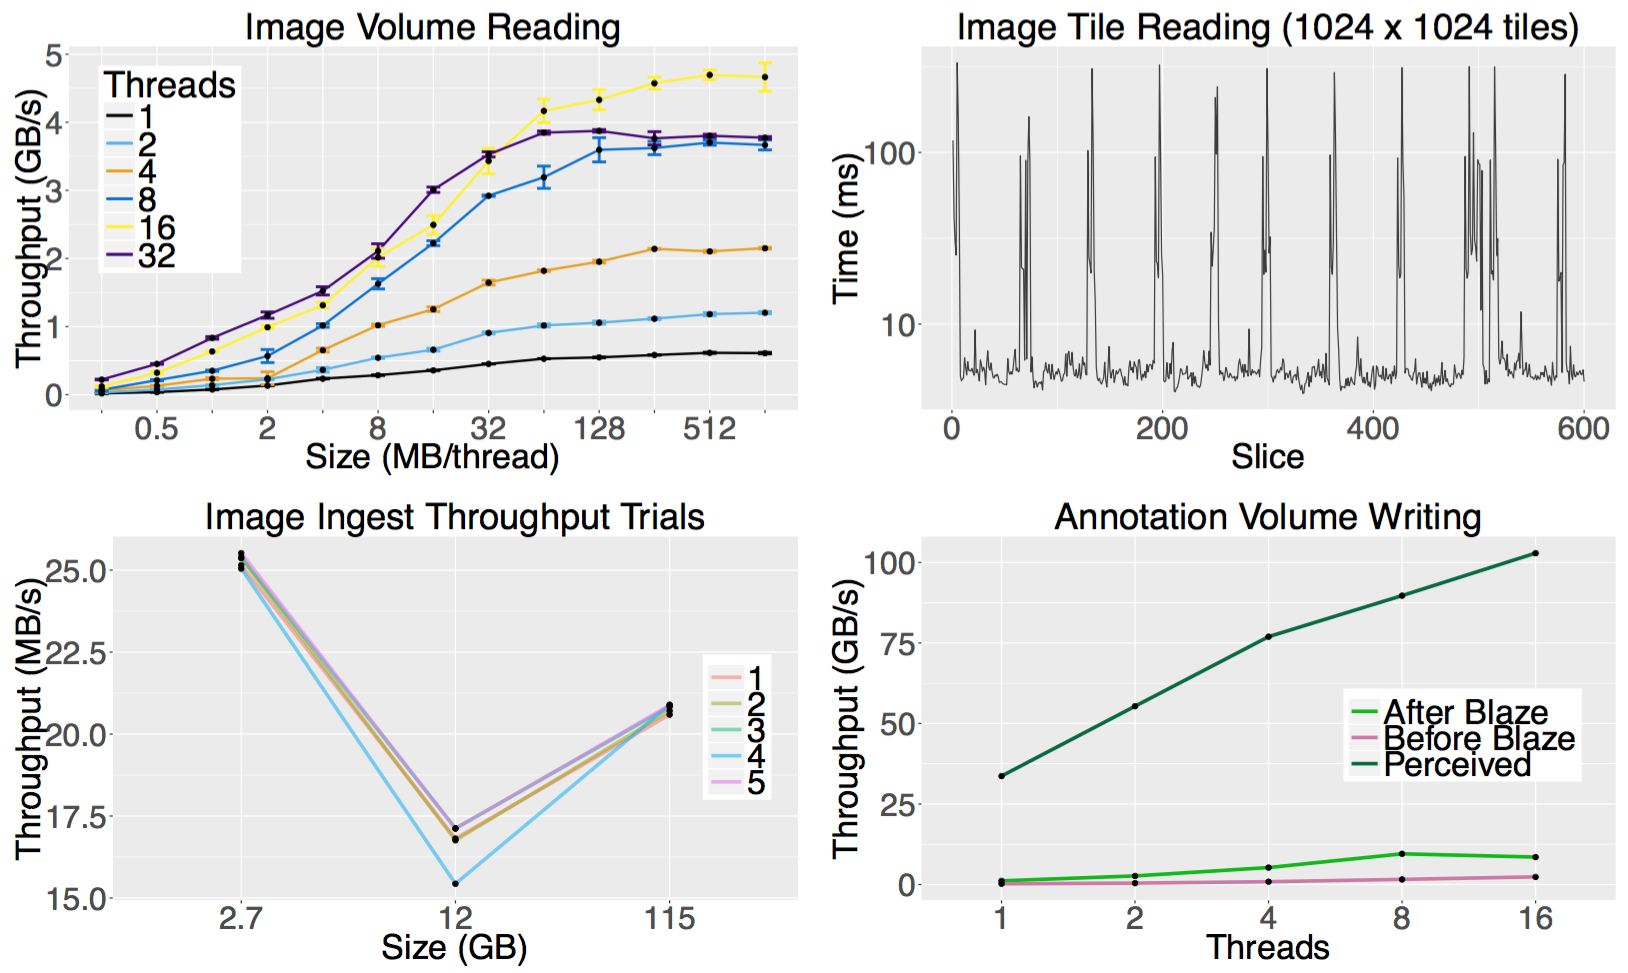 Image Volume Reading
Throughput (GB/s)
5
4
3
2
1
0
Threads
1
2
4
8
16
32
0.5 2 8 32 128 512
Size (MB/thread)
Image Tile Reading (1024 x 1024 tiles)
Time (ms)
100
10
0 200 400 600
Slice
Image Ingest Throughput Trials
Throughput (MB/s)
25.0
22.5
20.0
17.5
15.0
1
2
3
4
5
2.7 12 115
Size (GB)
Annotation Volume Writing
Throughput (GB/s)
100
75
50
25
0
After Blaze
Before Blaze
Perceived
1 2 4 8 16
Threads